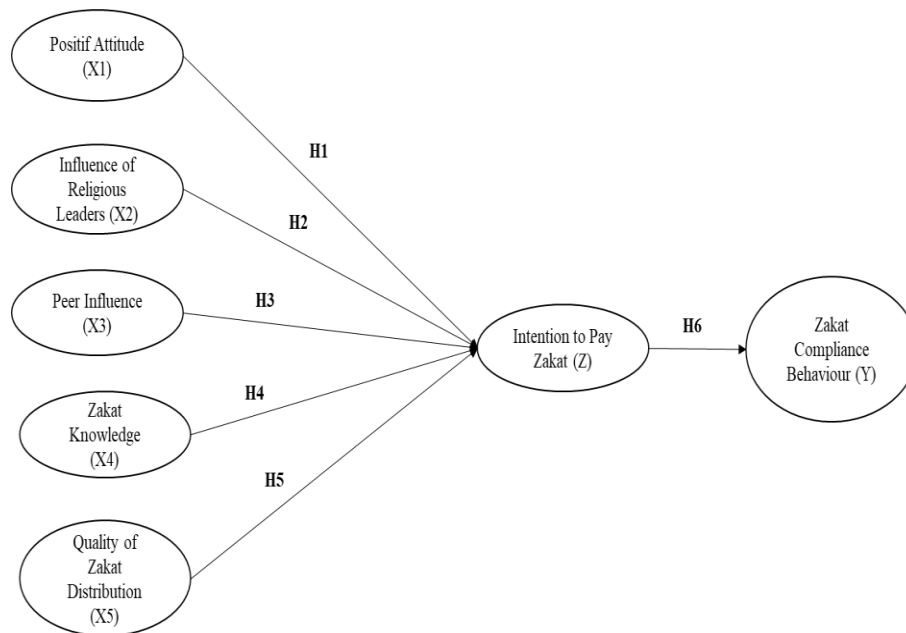 Positif Attitude
(X1)
H1
Influence of
Religious
Leaders (X2)
H2
Peer Influence
(X3)
H3
Zakat
Knowledge
(X4)
H4
Quality of
Zakat
Distribution
(X5)
H5
Intention to Pay
Zakat (Z)
H6
Zakat
Compliance
Behaviour (Y)